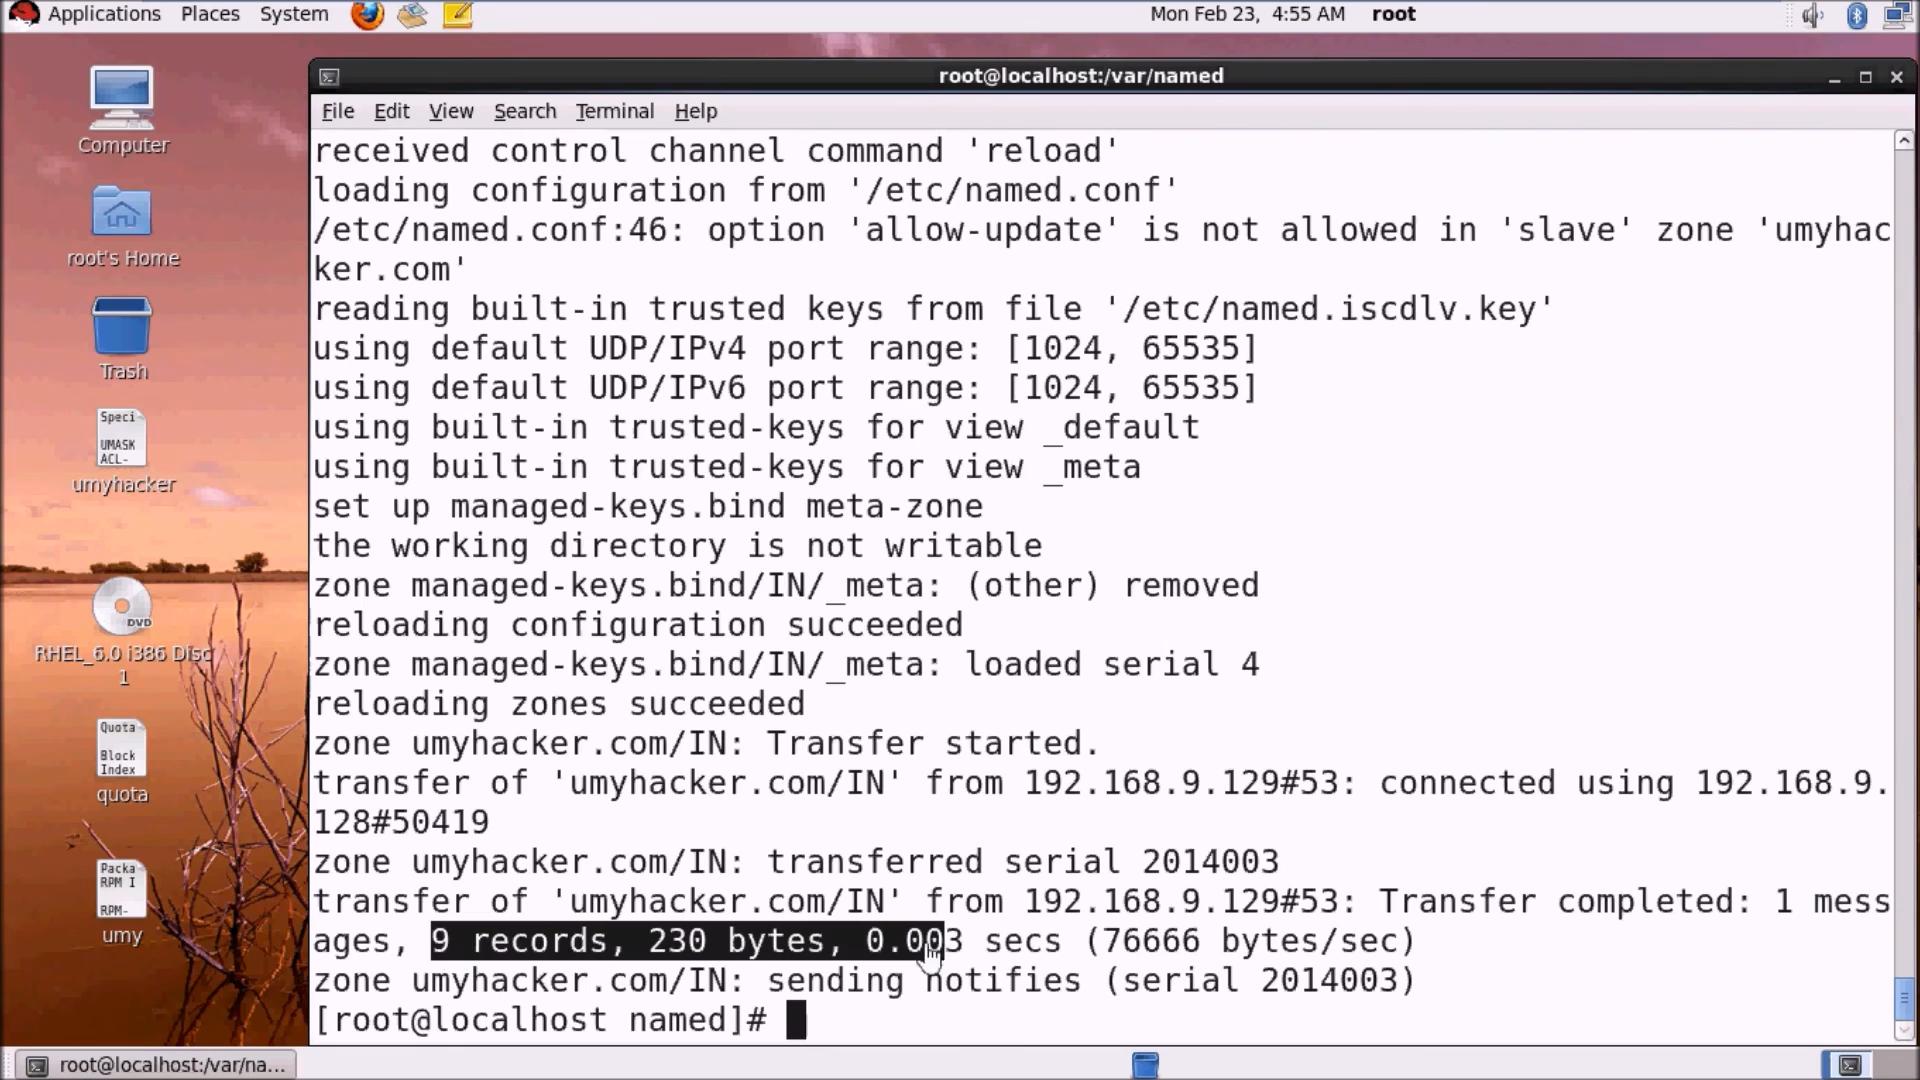 Applications Places System Mon Feb 23, 4:55 AM root
root@localhost:/var/named
File Edit View Search Terminal Help
received control channel command 'reload'
loading configuration from '/etc/named.conf'
/etc/named.conf:46: option 'allow-update' is not allowed in 'slave' zone 'umyhac
ker.com'
reading built-in trusted keys from file '/etc/named.iscdlv.key'
using default UDP/IPv4 port range: [1024, 65535]
using default UDP/IPv6 port range: [1024, 65535]
using built-in trusted-keys for view _default
using built-in trusted-keys for view _meta
set up managed-keys.bind meta-zone
the working directory is not writable
zone managed-keys.bind/IN/_meta: (other) removed
reloading configuration succeeded
zone managed-keys.bind/IN/_meta: loaded serial 4
reloading zones succeeded
zone umyhacker.com/IN: Transfer started.
transfer of 'umyhacker.com/IN' from 192.168.9.129#53: connected using 192.168.9.
128#50419
zone umyhacker.com/IN: transferred serial 2014003
transfer of 'umyhacker.com/IN' from 192.168.9.129#53: Transfer completed: 1 mess
ages, 9 records, 230 bytes, 0.003 secs (76666 bytes/sec)
zone umyhacker.com/IN: sending notifies (serial 2014003)
[root@localhost named]#
Computer
root's Home
Trash
Speci
UMASK
ACL-
umyhacker
DVD
RHEL_6.0 i386 Disc
1
Quota
Block
Index
quota
Packa
RPM I
RPM-
umy
root@localhost:/var/na...